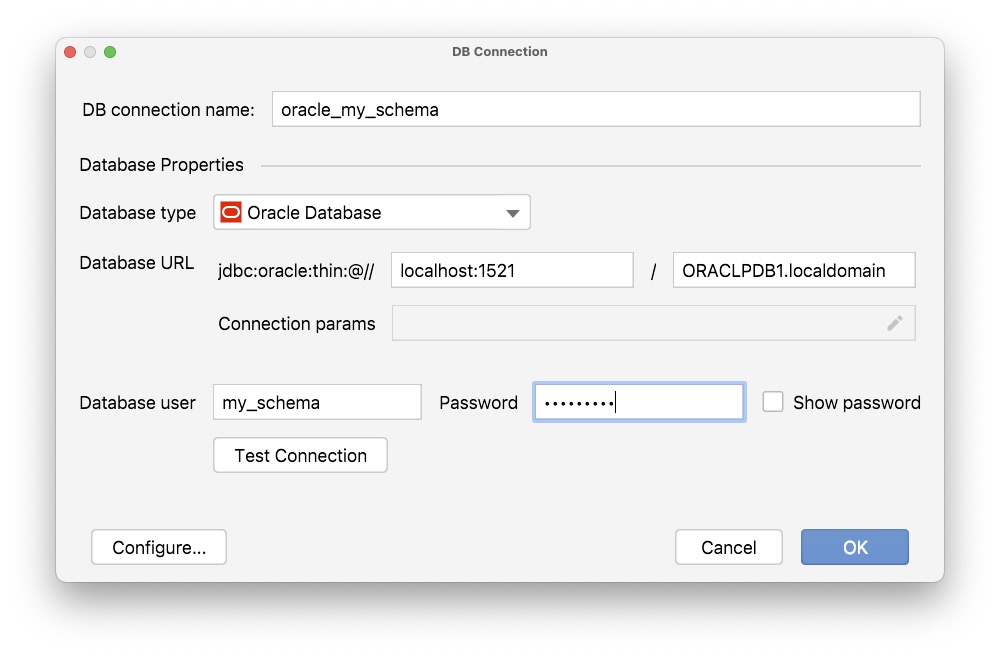 DB Connection
DB connection name: oracle_my_schema
Database Properties
Database type Oracle Database
Database URL jdbc:oracle:thin:@// localhost:1521 / ORACLPDB1.localdomain
Connection params
Database user my_schema Password ••••••••• Show password
Test Connection
Configure... Cancel OK